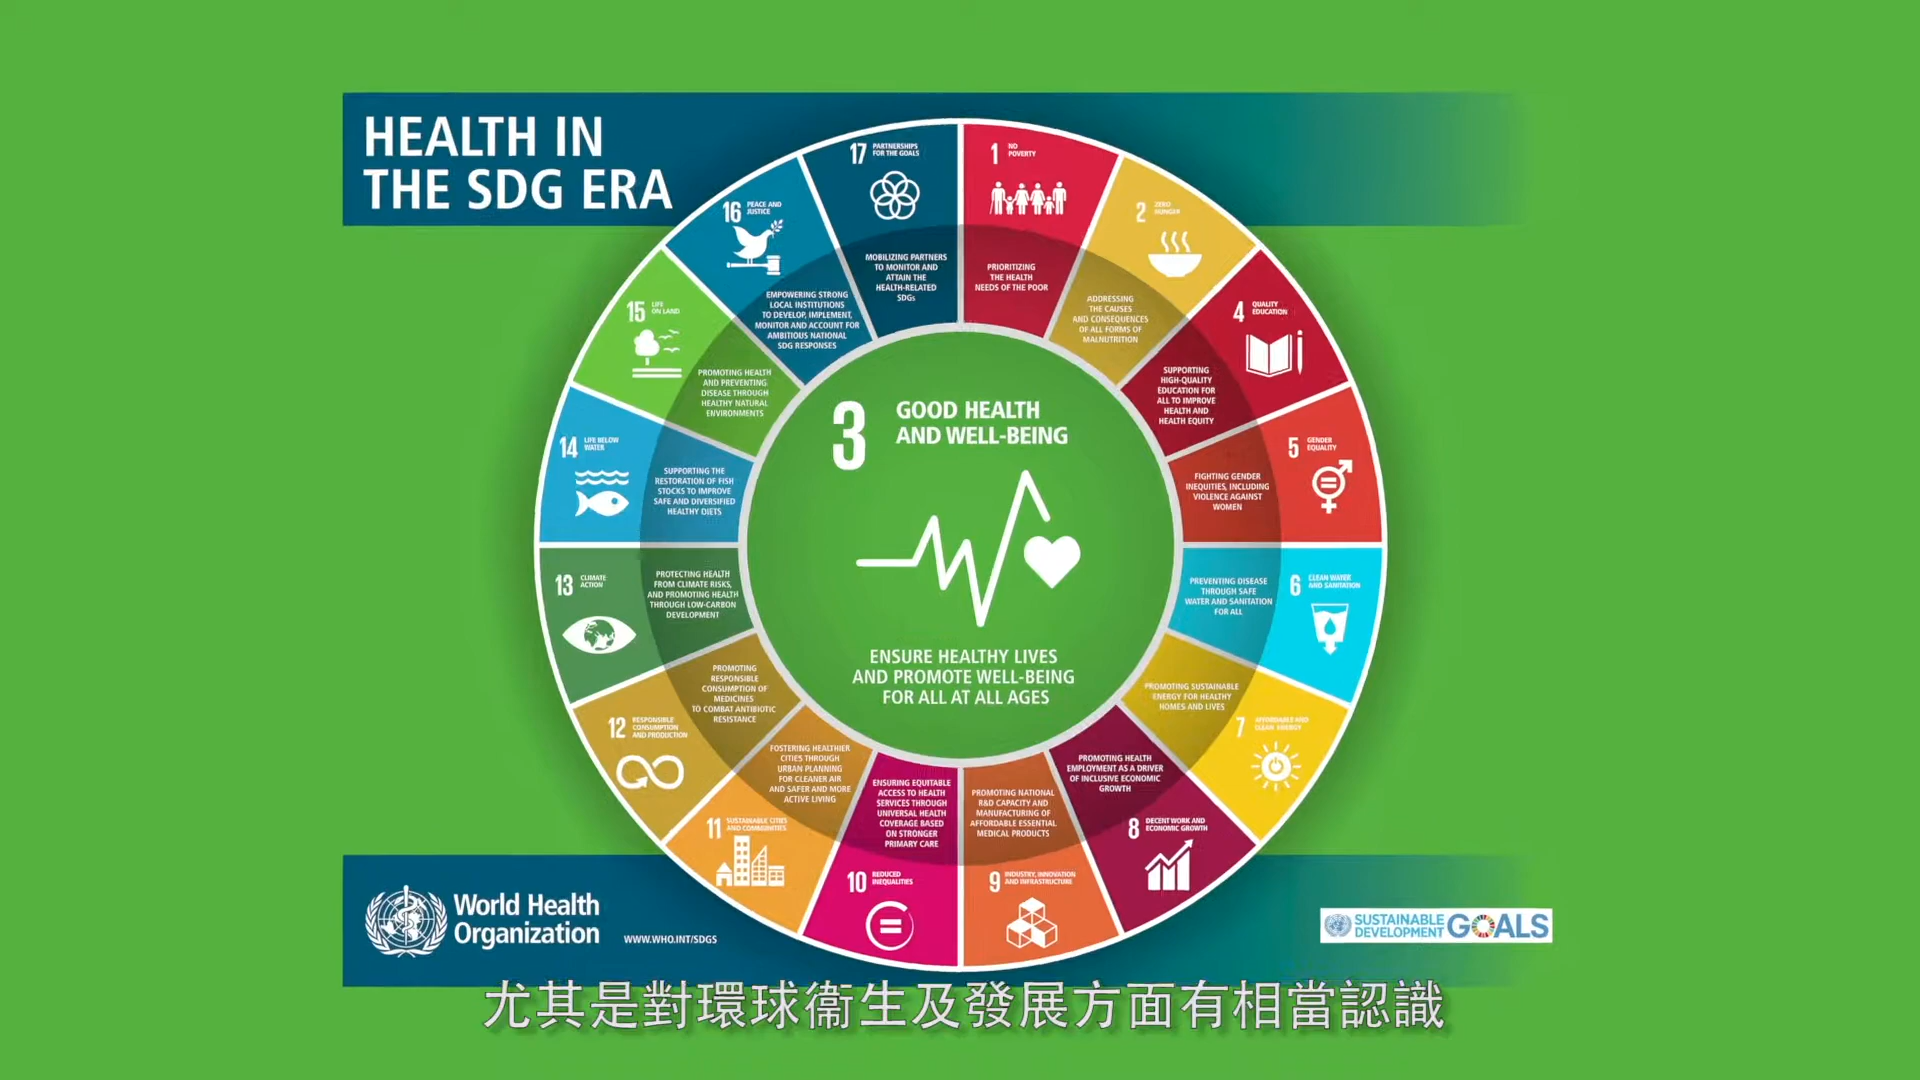 HEALTH IN
THE SDG ERA
17 PARTNERSHIPS
FOR THE GOALS
MOBILIZING PARTNERS
TO MONITOR AND
ATTAIN THE
HEALTH-RELATED
SDGs
1 NO
POVERTY
PRIORITIZING
THE HEALTH
NEEDS OF THE POOR
2 ZERO
HUNGER
ADDRESSING
THE CAUSES
AND CONSEQUENCES
OF ALL FORMS OF
MALNUTRITION
4 QUALITY
EDUCATION
SUPPORTING
HIGH-QUALITY
EDUCATION FOR
ALL TO IMPROVE
HEALTH AND
HEALTH EQUITY
5 GENDER
EQUALITY
FIGHTING GENDER
INEQUITIES, INCLUDING
VIOLENCE AGAINST
WOMEN
6 CLEAN WATER
AND SANITATION
PREVENTING DISEASE
THROUGH SAFE
WATER AND SANITATION
FOR ALL
7 AFFORDABLE AND
CLEAN ENERGY
PROMOTING SUSTAINABLE
ENERGY FOR HEALTHY
HOMES AND LIVES
8 DECENT WORK AND
ECONOMIC GROWTH
PROMOTING HEALTH
EMPLOYMENT AS A DRIVER
OF INCLUSIVE ECONOMIC
GROWTH
9 INDUSTRY, INNOVATION
AND INFRASTRUCTURE
PROMOTING NATIONAL
R&D CAPACITY AND
MANUFACTURING OF
AFFORDABLE ESSENTIAL
MEDICAL PRODUCTS
10 REDUCED
INEQUALITIES
ENSURING EQUITABLE
ACCESS TO HEALTH
SERVICES THROUGH
UNIVERSAL HEALTH
COVERAGE BASED
ON STRONGER
PRIMARY CARE
11 SUSTAINABLE CITIES
AND COMMUNITIES
FOSTERING HEALTHIER
CITIES THROUGH
URBAN PLANNING
FOR CLEANER AIR
AND SAFER AND MORE
ACTIVE LIVING
12 RESPONSIBLE
CONSUMPTION
AND PRODUCTION
PROMOTING
RESPONSIBLE
CONSUMPTION OF
MEDICINES
TO COMBAT ANTIBIOTIC
RESISTANCE
13 CLIMATE
ACTION
PROTECTING HEALTH
FROM CLIMATE RISKS,
AND PROMOTING HEALTH
THROUGH LOW-CARBON
DEVELOPMENT
14 LIFE BELOW
WATER
SUPPORTING THE
RESTORATION OF FISH
STOCKS TO IMPROVE
SAFE AND DIVERSIFIED
HEALTHY DIETS
15 LIFE
ON LAND
PROMOTING HEALTH
AND PREVENTING
DISEASE THROUGH
HEALTHY NATURAL
ENVIRONMENTS
16 PEACE AND
JUSTICE
EMPOWERING STRONG
LOCAL INSTITUTIONS
TO DEVELOP, IMPLEMENT,
MONITOR AND ACCOUNT FOR
AMBITIOUS NATIONAL
SDG RESPONSES
3 GOOD HEALTH
AND WELL-BEING
ENSURE HEALTHY LIVES
AND PROMOTE WELL-BEING
FOR ALL AT ALL AGES
World Health
Organization
WWW.WHO.INT/SDGS
SUSTAINABLE
DEVELOPMENT GOALS
尤其是對環球衞生及發展方面有相當認識